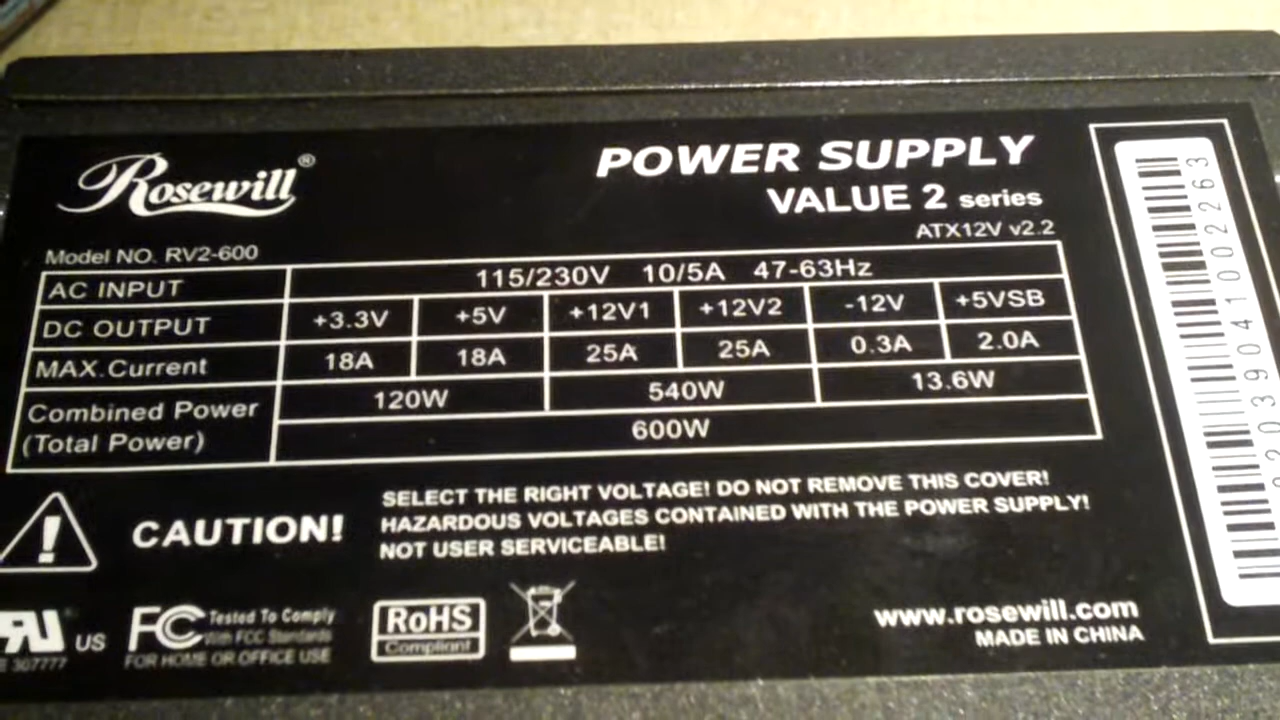 Rosewill®
POWER SUPPLY
VALUE 2 series
ATX12V v2.2
Model NO. RV2-600
AC INPUT 115/230V 10/5A 47-63Hz
DC OUTPUT +3.3V +5V +12V1 +12V2 -12V +5VSB
MAX.Current 18A 18A 25A 25A 0.3A 2.0A
Combined Power 120W 540W 13.6W
(Total Power) 600W
CAUTION!
SELECT THE RIGHT VOLTAGE! DO NOT REMOVE THIS COVER!
HAZARDOUS VOLTAGES CONTAINED WITH THE POWER SUPPLY!
NOT USER SERVICEABLE!
US
307777
FC Tested To Comply
With FCC Standards
FOR HOME OR OFFICE USE
RoHS
Compliant
www.rosewill.com
MADE IN CHINA